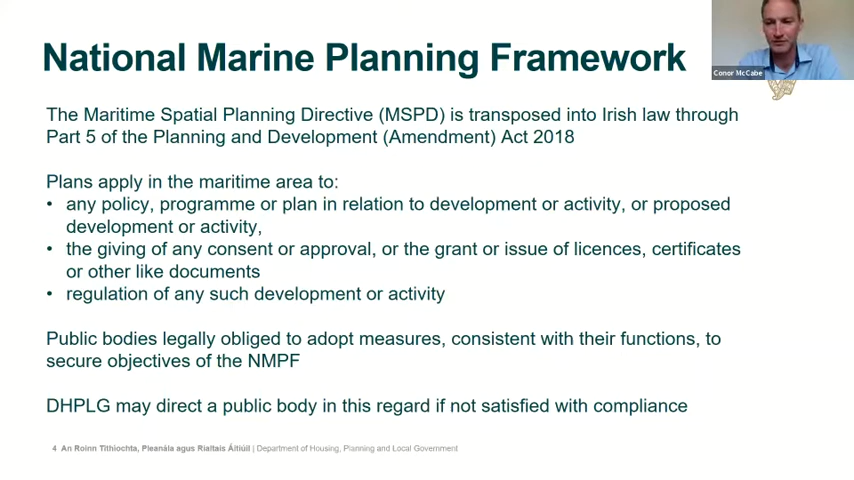 National Marine Planning Framework
Conor McCabe
The Maritime Spatial Planning Directive (MSPD) is transposed into Irish law through
Part 5 of the Planning and Development (Amendment) Act 2018
Plans apply in the maritime area to:
• any policy, programme or plan in relation to development or activity, or proposed
development or activity,
• the giving of any consent or approval, or the grant or issue of licences, certificates
or other like documents
• regulation of any such development or activity
Public bodies legally obliged to adopt measures, consistent with their functions, to
secure objectives of the NMPF
DHPLG may direct a public body in this regard if not satisfied with compliance
4 An Roinn Tithíochta, Pleanála agus Rialtais Áitiúil | Department of Housing, Planning and Local Government